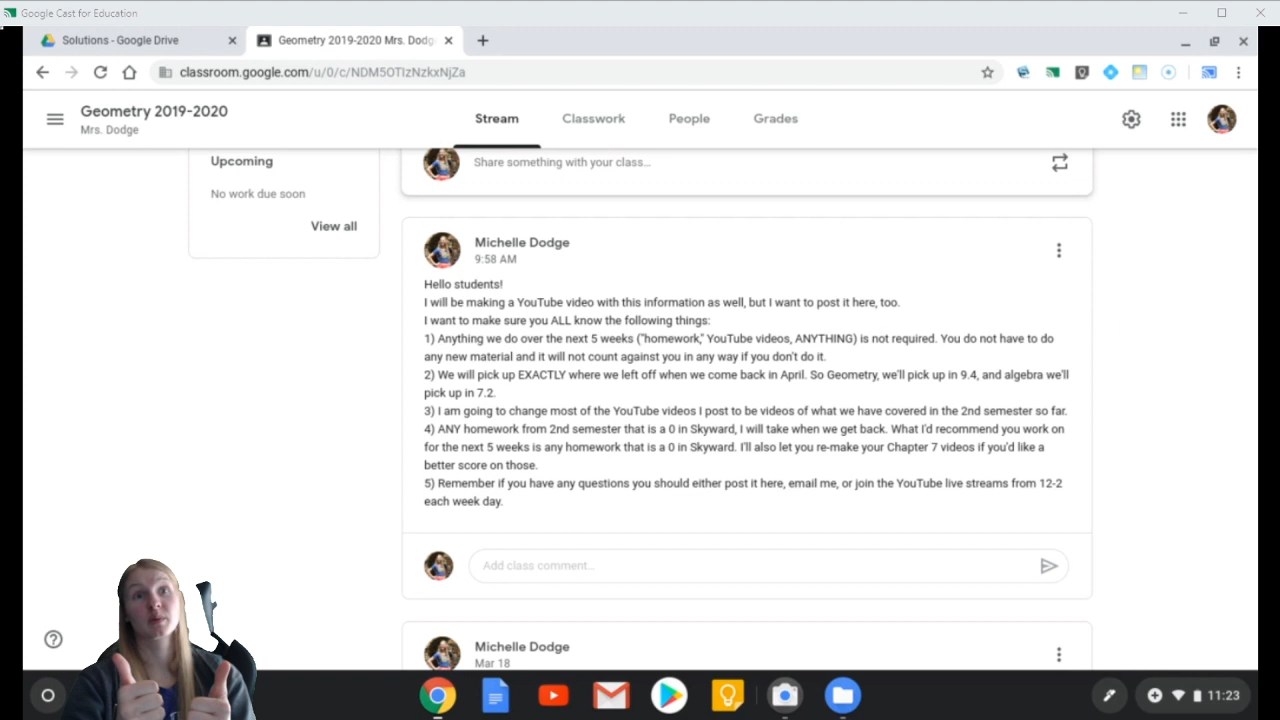 Google Cast for Education
Solutions - Google Drive
Geometry 2019-2020 Mrs. Dodg
classroom.google.com/u/0/c/NDM5OTIzNzkxNjZa
Geometry 2019-2020
Mrs. Dodge
Stream
Classwork
People
Grades
Upcoming
No work due soon
View all
Share something with your class...
Michelle Dodge
9:58 AM
Hello students!
I will be making a YouTube video with this information as well, but I want to post it here, too.
I want to make sure you ALL know the following things:
1) Anything we do over the next 5 weeks ("homework," YouTube videos, ANYTHING) is not required. You do not have to do
any new material and it will not count against you in any way if you don't do it.
2) We will pick up EXACTLY where we left off when we come back in April. So Geometry, we'll pick up in 9.4, and algebra we'll
pick up in 7.2.
3) I am going to change most of the YouTube videos I post to be videos of what we have covered in the 2nd semester so far.
4) ANY homework from 2nd semester that is a 0 in Skyward, I will take when we get back. What I'd recommend you work on
for the next 5 weeks is any homework that is a 0 in Skyward. I'll also let you re-make your Chapter 7 videos if you'd like a
better score on those.
5) Remember if you have any questions you should either post it here, email me, or join the YouTube live streams from 12-2
each week day.
Add class comment...
Michelle Dodge
Mar 18
11:23